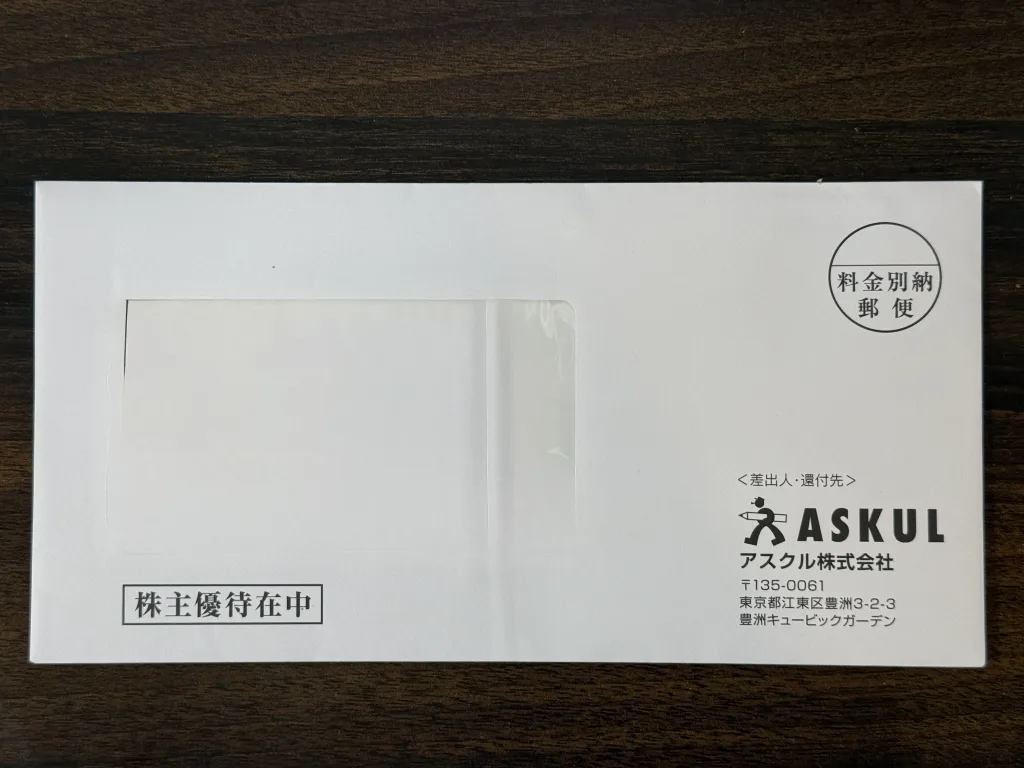 料金別納
郵便
＜差出人・還付先＞
ASKUL
アスクル株式会社
〒135-0061
東京都江東区豊洲3-2-3
豊洲キュービックガーデン
株主優待在中